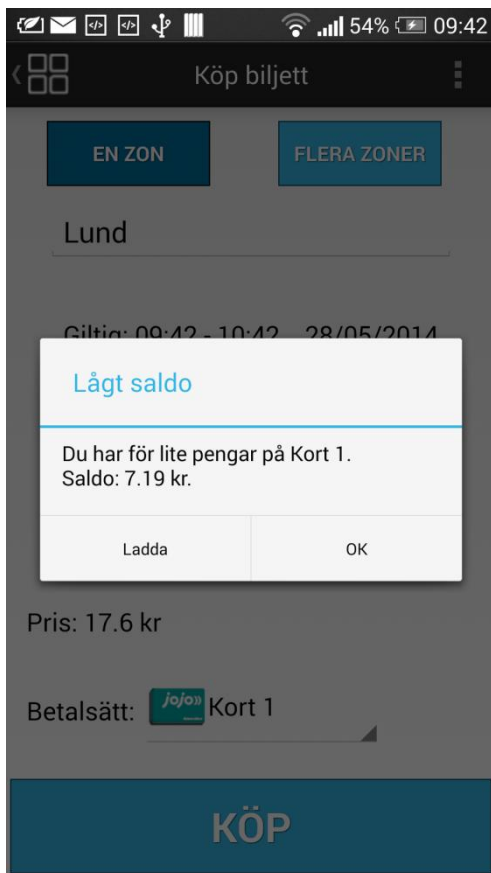 54% 09:42
Köp biljett
EN ZON
FLERA ZONER
Lund
Giltig: 09:42 - 10:42 28/05/2014
Lågt saldo
Du har för lite pengar på Kort 1.
Saldo: 7.19 kr.
Ladda
OK
Pris: 17.6 kr
Betalsätt: jojo Kort 1
KÖP